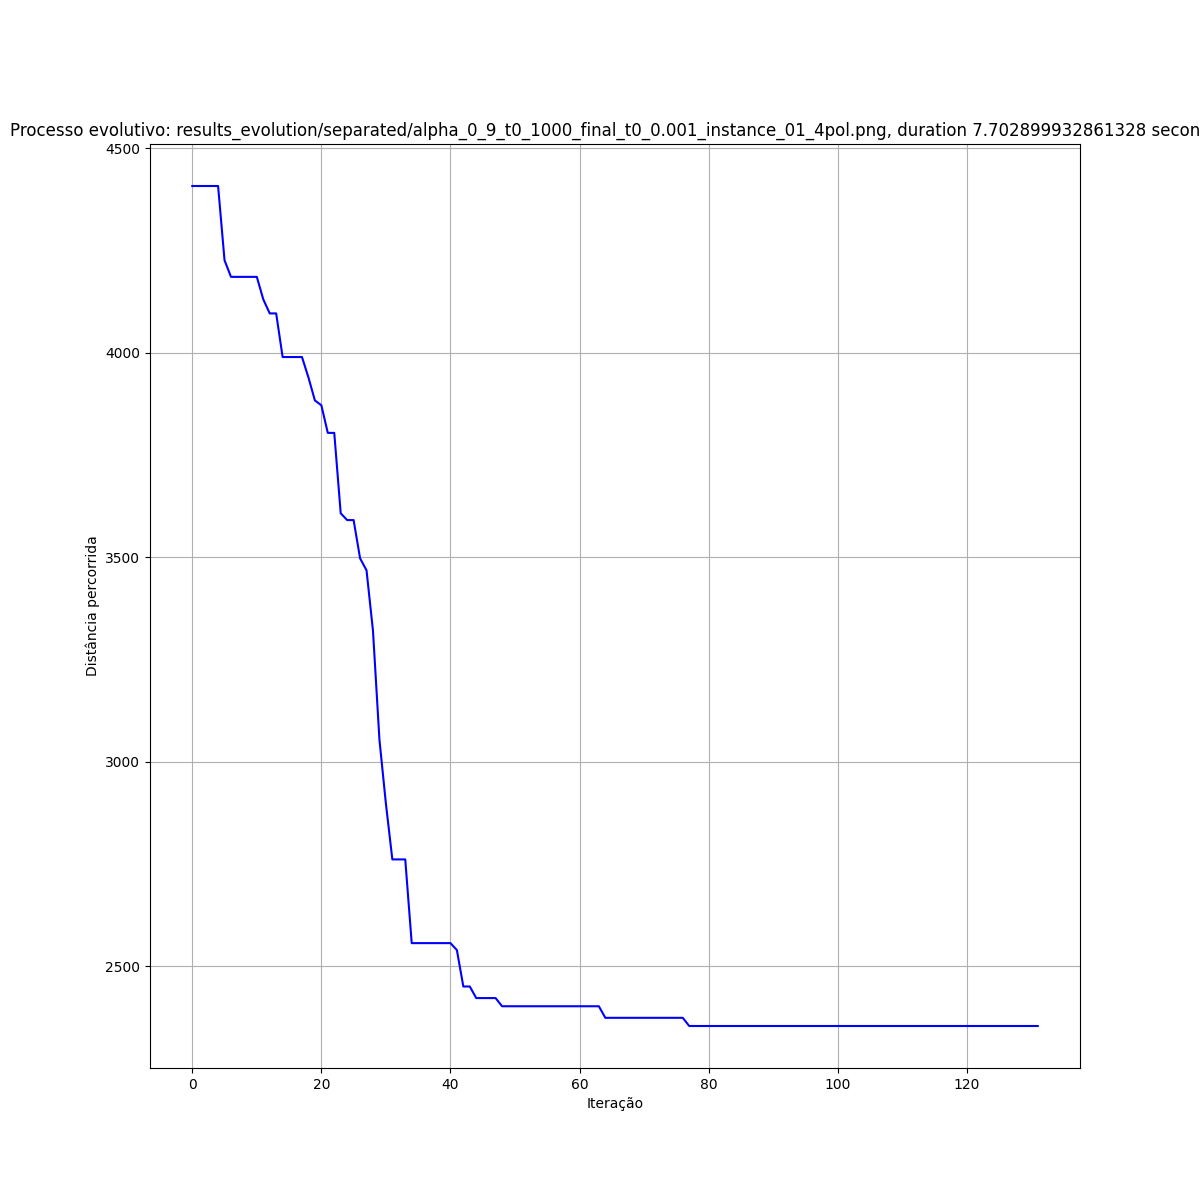 Processo evolutivo: results_evolution/separated/alpha_0_9_t0_1000_final_t0_0.001_instance_01_4pol.png, duration 7.702899932861328 secon
4500
4000
3500
3000
2500
Distância percorrida
0 20 40 60 80 100 120
Iteração